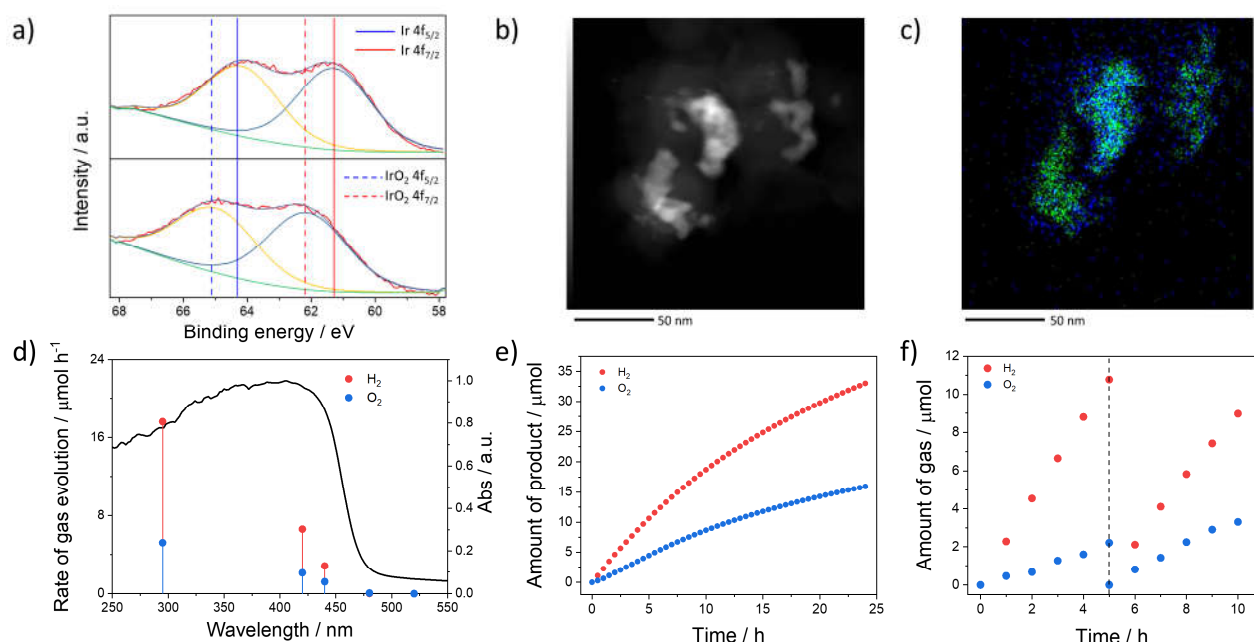 a)
Intensity / a.u.
Ir 4f5/2
Ir 4f7/2
IrO2 4f5/2
IrO2 4f7/2
68 66 64 62 60 58
Binding energy / eV
b)
50 nm
c)
50 nm
d)
Rate of gas evolution / μmol h-1
24
16
8
0
H2
O2
1.0
0.8
0.6
0.4
0.2
0.0
Abs / a.u.
250 300 350 400 450 500 550
Wavelength / nm
e)
Amount of product / μmol
35
30
25
20
15
10
5
0
H2
O2
0 5 10 15 20 25
Time / h
f)
Amount of gas / μmol
12
10
8
6
4
2
0
H2
O2
0 2 4 6 8 10
Time / h